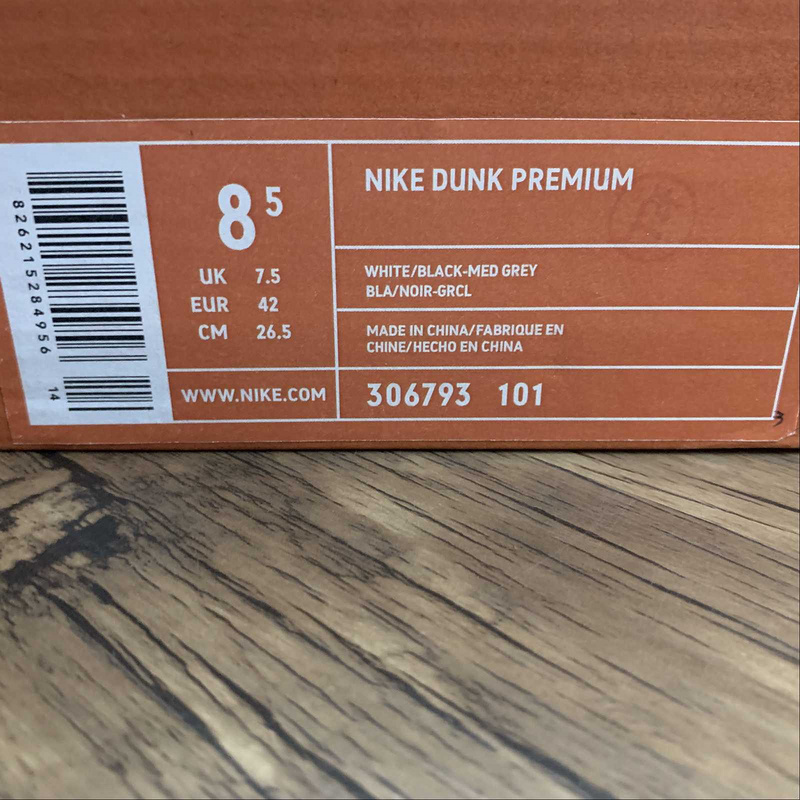 826215284956
14
8 5
UK 7.5
EUR 42
CM 26.5
WWW.NIKE.COM
NIKE DUNK PREMIUM
WHITE/BLACK-MED GREY
BLA/NOIR-GRCL
MADE IN CHINA/FABRIQUE EN
CHINE/HECHO EN CHINA
306793 101